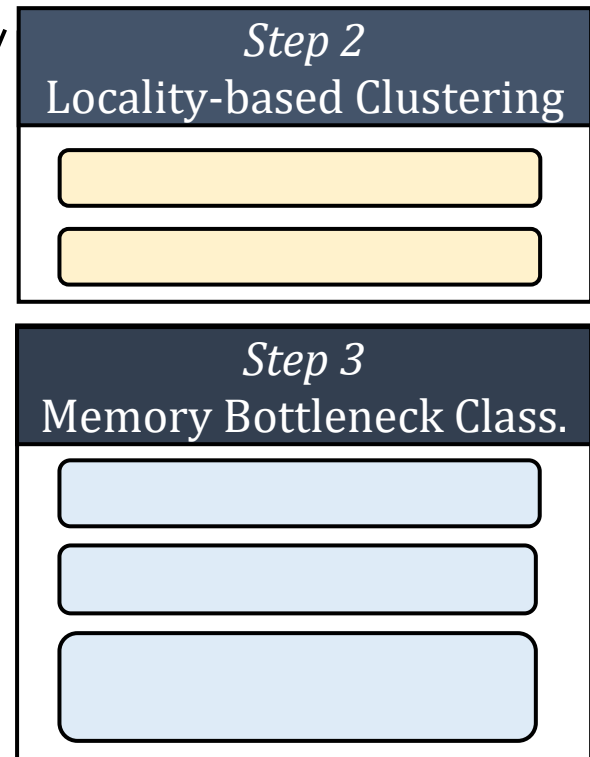 Step 2
Locality-based Clustering
Step 3
Memory Bottleneck Class.